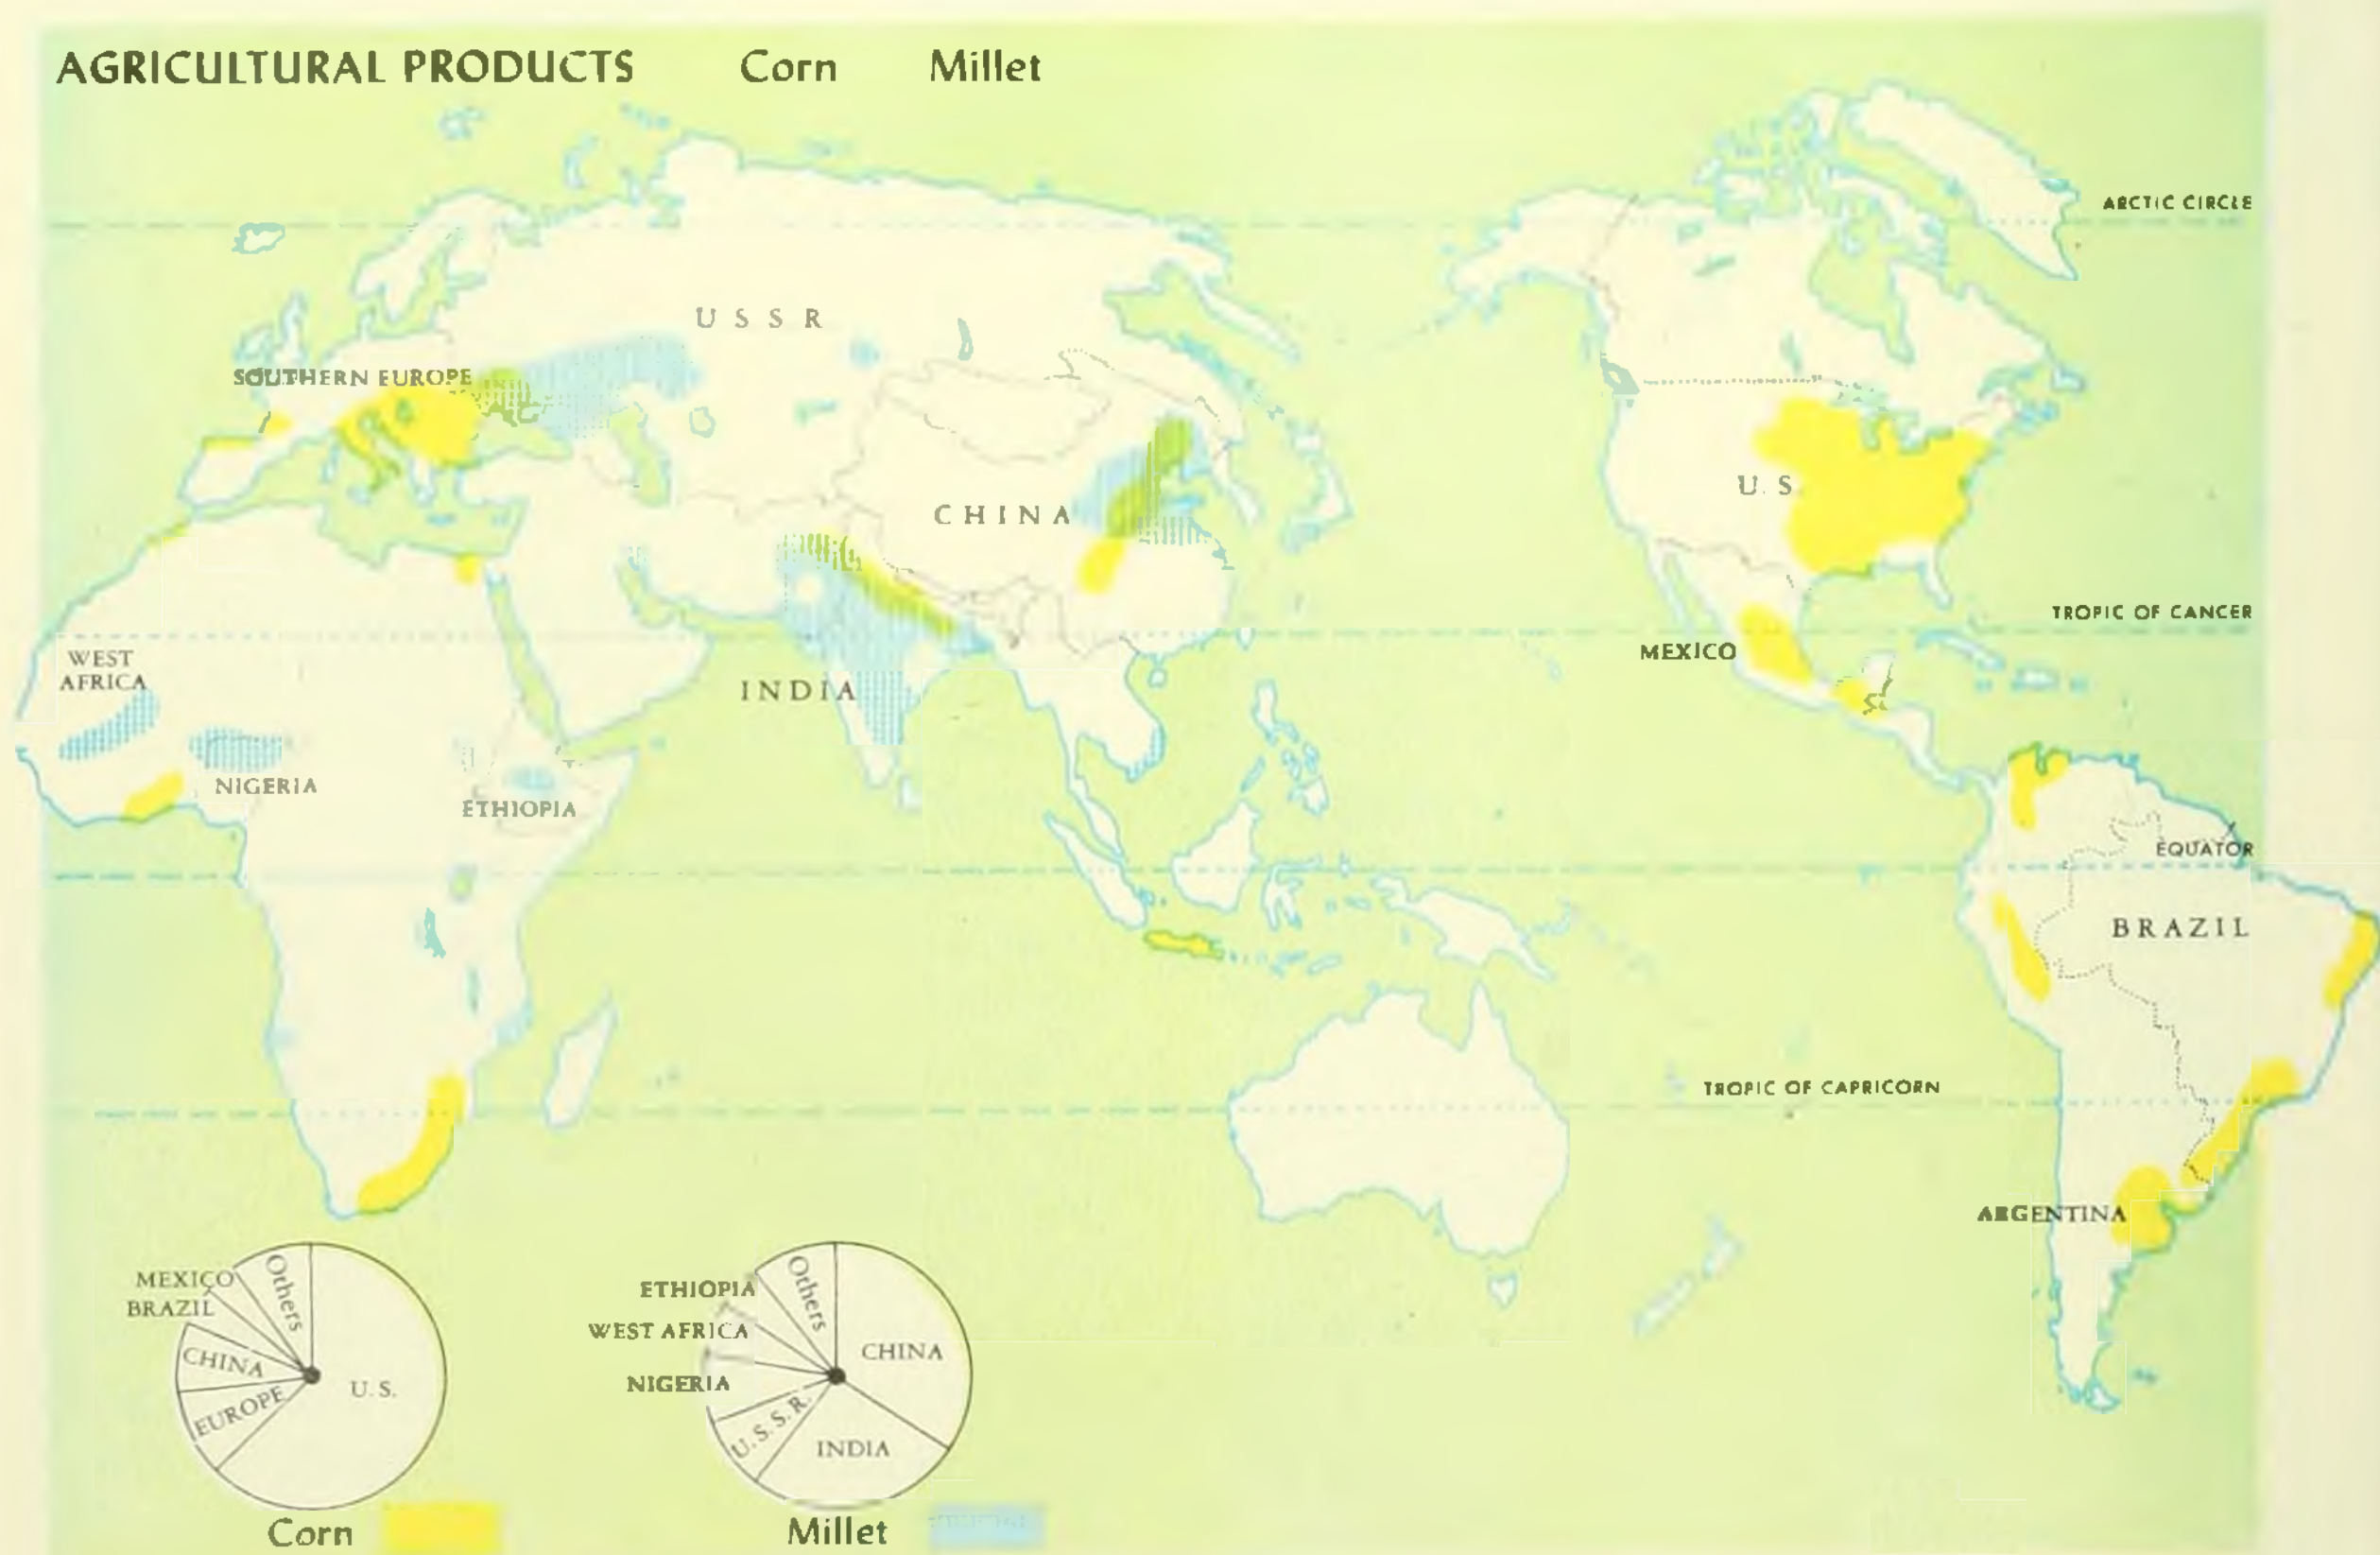 AGRICULTURAL PRODUCTS Corn Millet
ARCTIC CIRCLE
USSR
SOUTHERN EUROPE
U.S.
CHINA
TROPIC OF CANCER
MEXICO
WEST
AFRICA
INDIA
NIGERIA
ETHIOPIA
EQUATOR
BRAZIL
TROPIC OF CAPRICORN
ARGENTINA
MEXICO
BRAZIL
Others
CHINA
EUROPE
U.S.
ETHIOPIA
WEST AFRICA
NIGERIA
Others
CHINA
U.S.S.R.
INDIA
Corn
Millet